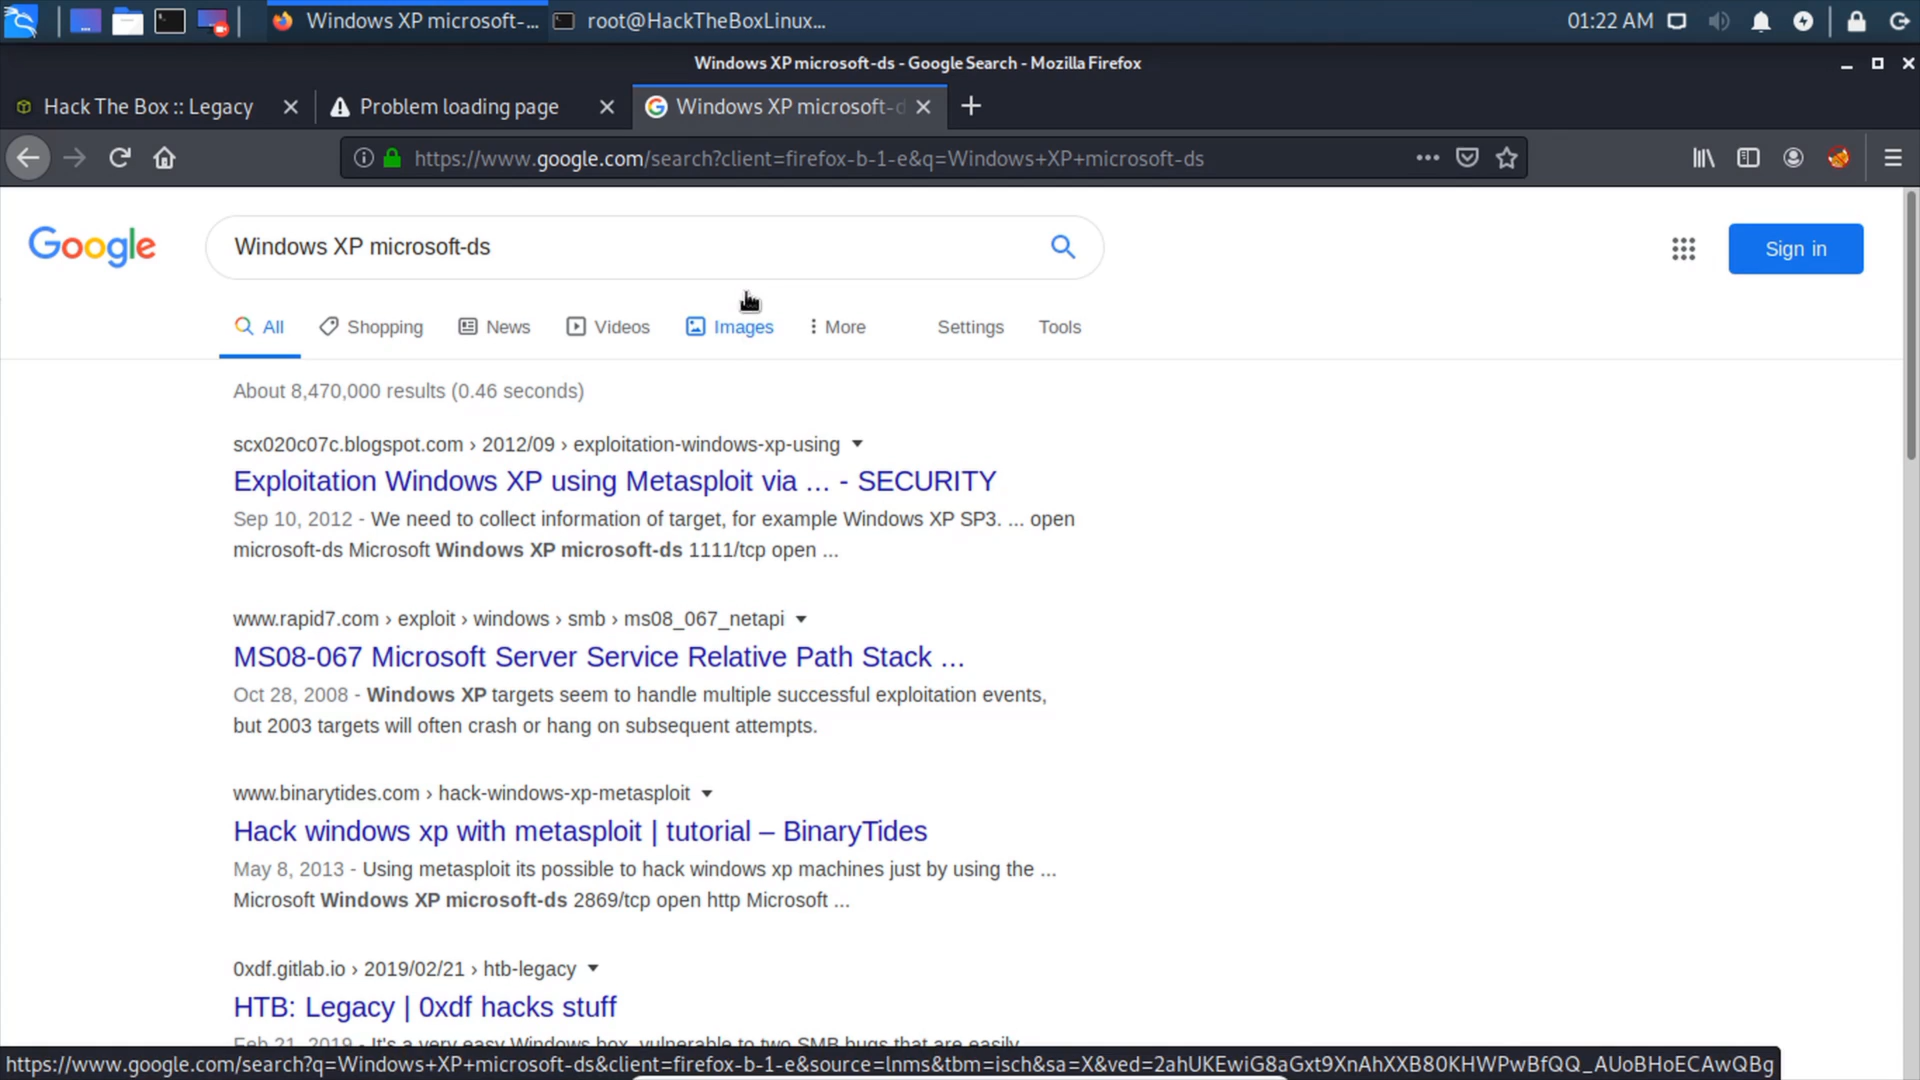 Windows XP microsoft-... root@HackTheBoxLinux... 01:22 AM
Windows XP microsoft-ds - Google Search - Mozilla Firefox
Hack The Box :: Legacy Problem loading page Windows XP microsoft-d
https://www.google.com/search?client=firefox-b-1-e&q=Windows+XP+microsoft-ds
Google Windows XP microsoft-ds Sign in
All Shopping News Videos Images More Settings Tools
About 8,470,000 results (0.46 seconds)
scx020c07c.blogspot.com › 2012/09 › exploitation-windows-xp-using
Exploitation Windows XP using Metasploit via ... - SECURITY
Sep 10, 2012 - We need to collect information of target, for example Windows XP SP3. ... open
microsoft-ds Microsoft Windows XP microsoft-ds 1111/tcp open ...
www.rapid7.com › exploit › windows › smb › ms08_067_netapi
MS08-067 Microsoft Server Service Relative Path Stack ...
Oct 28, 2008 - Windows XP targets seem to handle multiple successful exploitation events,
but 2003 targets will often crash or hang on subsequent attempts.
www.binarytides.com › hack-windows-xp-metasploit
Hack windows xp with metasploit | tutorial – BinaryTides
May 8, 2013 - Using metasploit its possible to hack windows xp machines just by using the ...
Microsoft Windows XP microsoft-ds 2869/tcp open http Microsoft ...
0xdf.gitlab.io › 2019/02/21 › htb-legacy
HTB: Legacy | 0xdf hacks stuff
Feb 21, 2019 - It's a very easy Windows box, vulnerable to two SMB bugs that are easily
https://www.google.com/search?q=Windows+XP+microsoft-ds&client=firefox-b-1-e&source=lnms&tbm=isch&sa=X&ved=2ahUKEwiG8aGxt9XnAhXXB80KHWPwBfQQ_AUoBHoECAwQBg